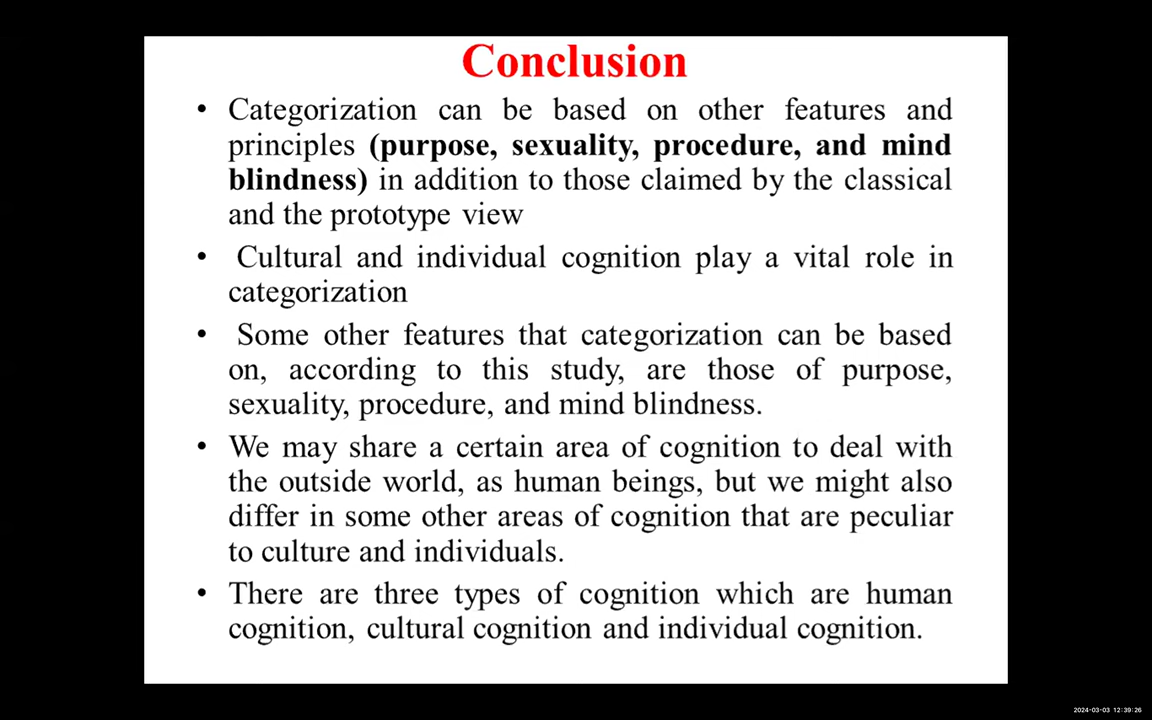 Conclusion
• Categorization can be based on other features and
principles (purpose, sexuality, procedure, and mind
blindness) in addition to those claimed by the classical
and the prototype view
• Cultural and individual cognition play a vital role in
categorization
• Some other features that categorization can be based
on, according to this study, are those of purpose,
sexuality, procedure, and mind blindness.
• We may share a certain area of cognition to deal with
the outside world, as human beings, but we might also
differ in some other areas of cognition that are peculiar
to culture and individuals.
• There are three types of cognition which are human
cognition, cultural cognition and individual cognition.
2024-03-03 12:39:26